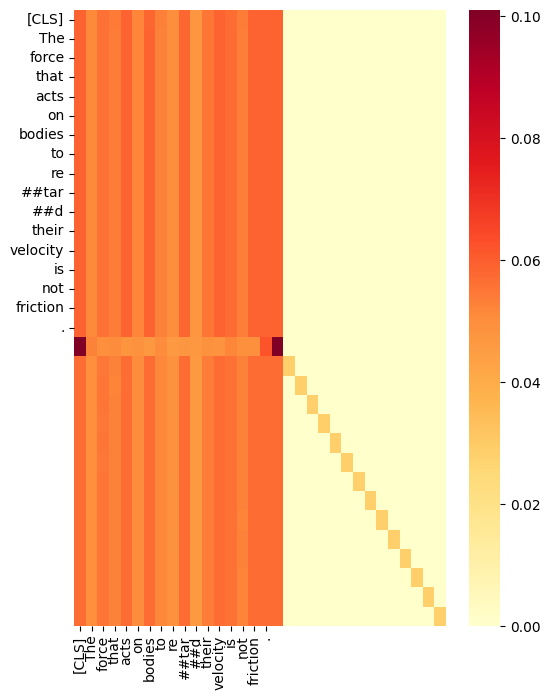 [CLS]
The
force
that
acts
on
bodies
to
re
##tar
##d
their
velocity
is
not
friction
.
0.10
0.08
0.06
0.04
0.02
0.00
[CLS]
The
force
that
acts
on
bodies
to
re
##tar
##d
their
velocity
is
not
friction
.